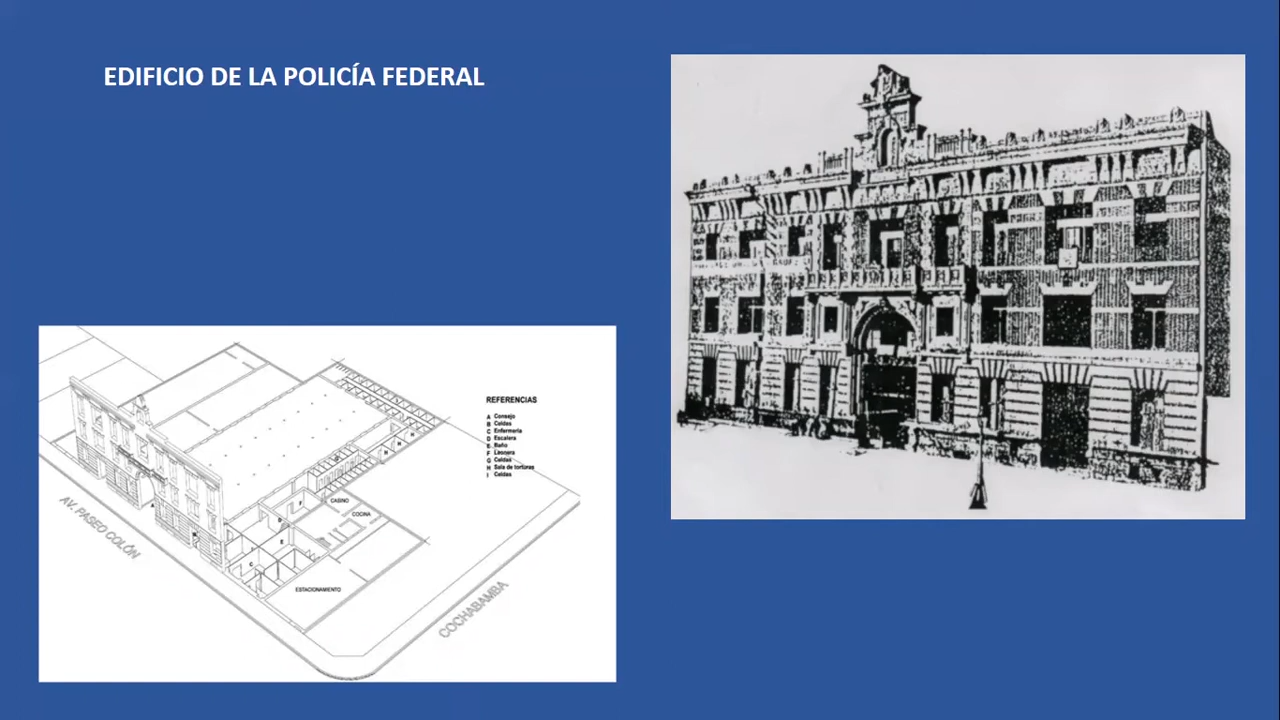 EDIFICIO DE LA POLICÍA FEDERAL
REFERENCIAS
A Consejo
B Celdas
C Enfermeria
D Escalera
E Baño
F Leonera
G Celdas
H Sala de torturas
I Celdas
CASINO
COCINA
ESTACIONAMIENTO
AV. PASEO COLÓN
COCHABAMBA
A
C
E
F
H
H
H